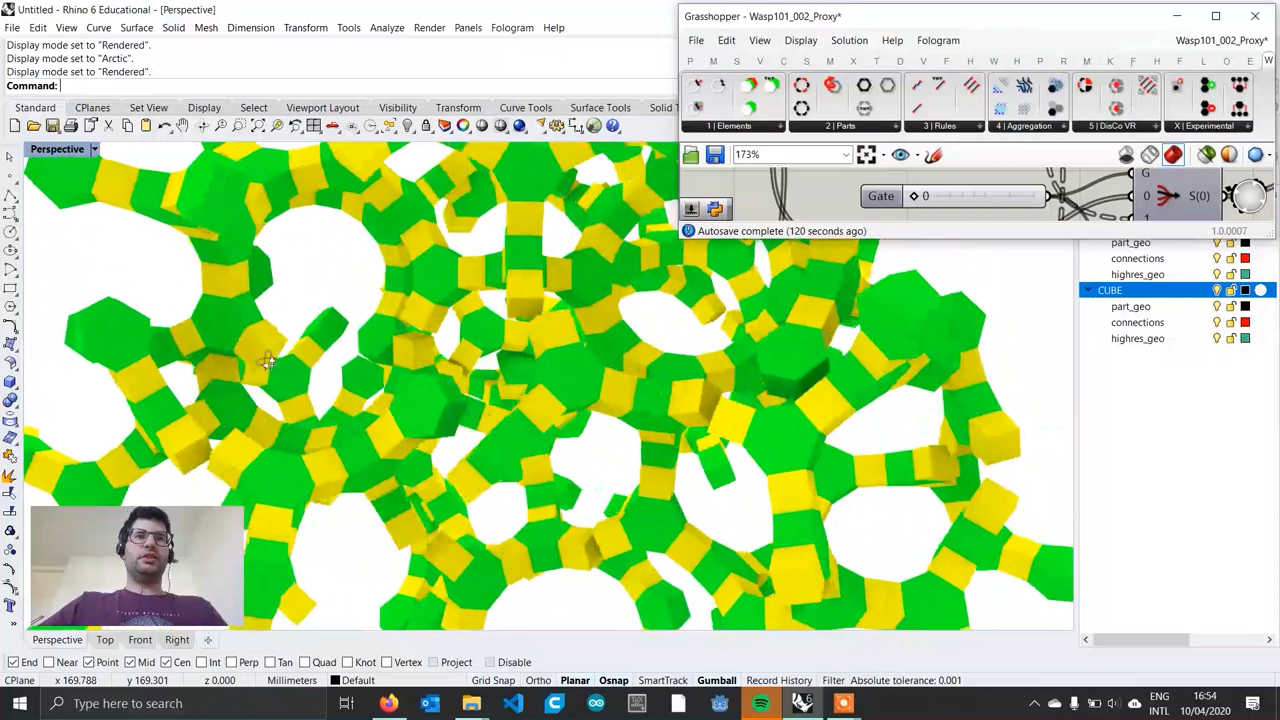 Untitled - Rhino 6 Educational - [Perspective]
File Edit View Curve Surface Solid Mesh Dimension Transform Tools Analyze Render Panels Fologram Help
Display mode set to "Rendered".
Display mode set to "Arctic".
Display mode set to "Rendered".
Command:
Standard CPlanes Set View Display Select Viewport Layout Visibility Transform Curve Tools Surface Tools Solid T
Perspective
Grasshopper - Wasp101_002_Proxy*
File Edit View Display Solution Help Fologram Wasp101_002_Proxy*
P M S V C I S M D X T D M K P R W A S P D M K F L O E W
1 | Elements 2 | Parts 3 | Rules 4 | Aggregation 5 | DisCo VR X | Experimental
173%
Gate 0
G
0 S(0)
1
Autosave complete (120 seconds ago) 1.0.0007
part_geo
connections
highres_geo
CUBE
part_geo
connections
highres_geo
Perspective Top Front Right
End Near Point Mid Cen Int Perp Tan Quad Knot Vertex Project Disable
CPlane x 169.788 y 169.301 z 0.000 Millimeters Default Grid Snap Ortho Planar Osnap SmartTrack Gumball Record History Filter Absolute tolerance: 0.001
Type here to search
ENG 16:54
INTL 10/04/2020